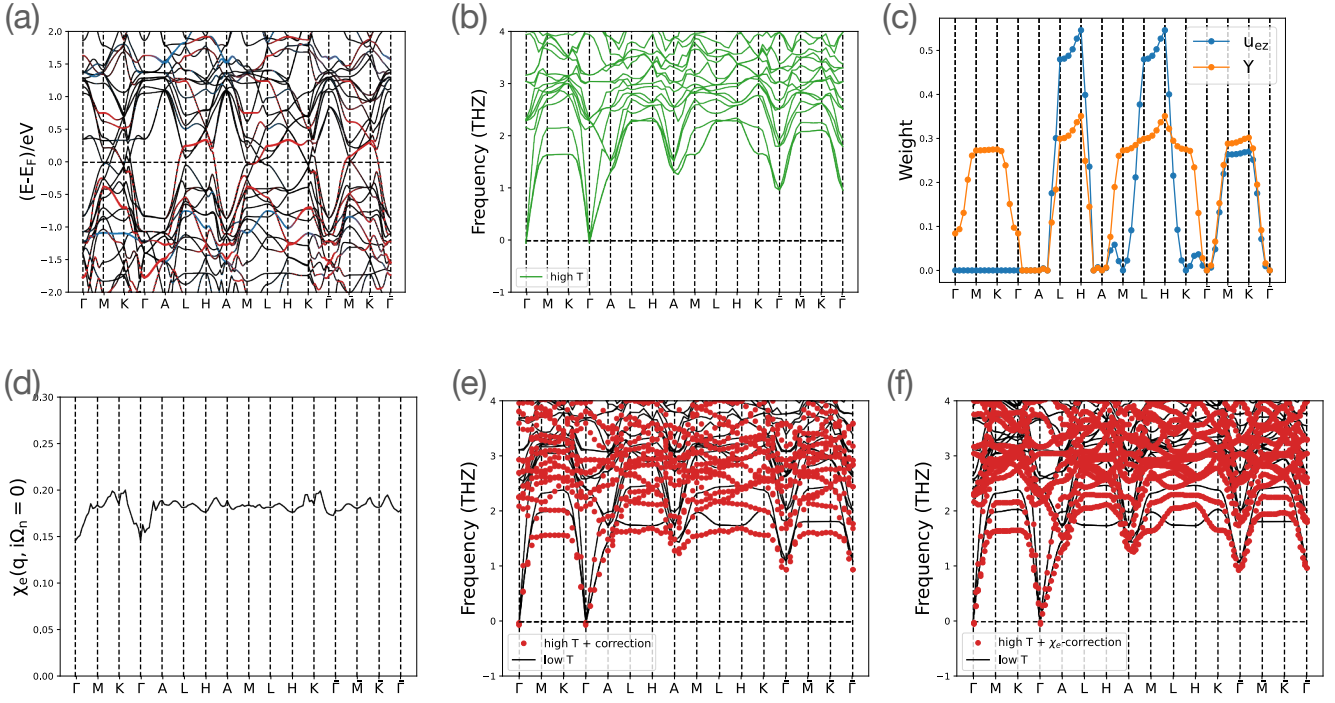 (a)
(E-E_F)/eV
2.0
1.5
1.0
0.5
0.0
−0.5
−1.0
−1.5
−2.0
Γ M K Γ A L H A M L H K Γ̄ M̄ K̄ Γ̄
(b)
Frequency (THZ)
4
3
2
1
0
−1
high T
Γ M K Γ A L H A M L H K Γ̄ M̄ K̄ Γ̄
(c)
Weight
0.5
0.4
0.3
0.2
0.1
0.0
u_ez
Y
Γ M K Γ A L H A M L H K Γ̄ M̄ K̄ Γ̄
(d)
χ_e(q, iΩ_n = 0)
0.30
0.25
0.20
0.15
0.10
0.05
0.00
Γ M K Γ A L H A M L H K Γ̄ M̄ K̄ Γ̄
(e)
Frequency (THZ)
4
3
2
1
0
−1
high T + correction
low T
Γ M K Γ A L H A M L H K Γ̄ M̄ K̄ Γ̄
(f)
Frequency (THZ)
4
3
2
1
0
−1
high T + χ_e-correction
low T
Γ M K Γ A L H A M L H K Γ̄ M̄ K̄ Γ̄